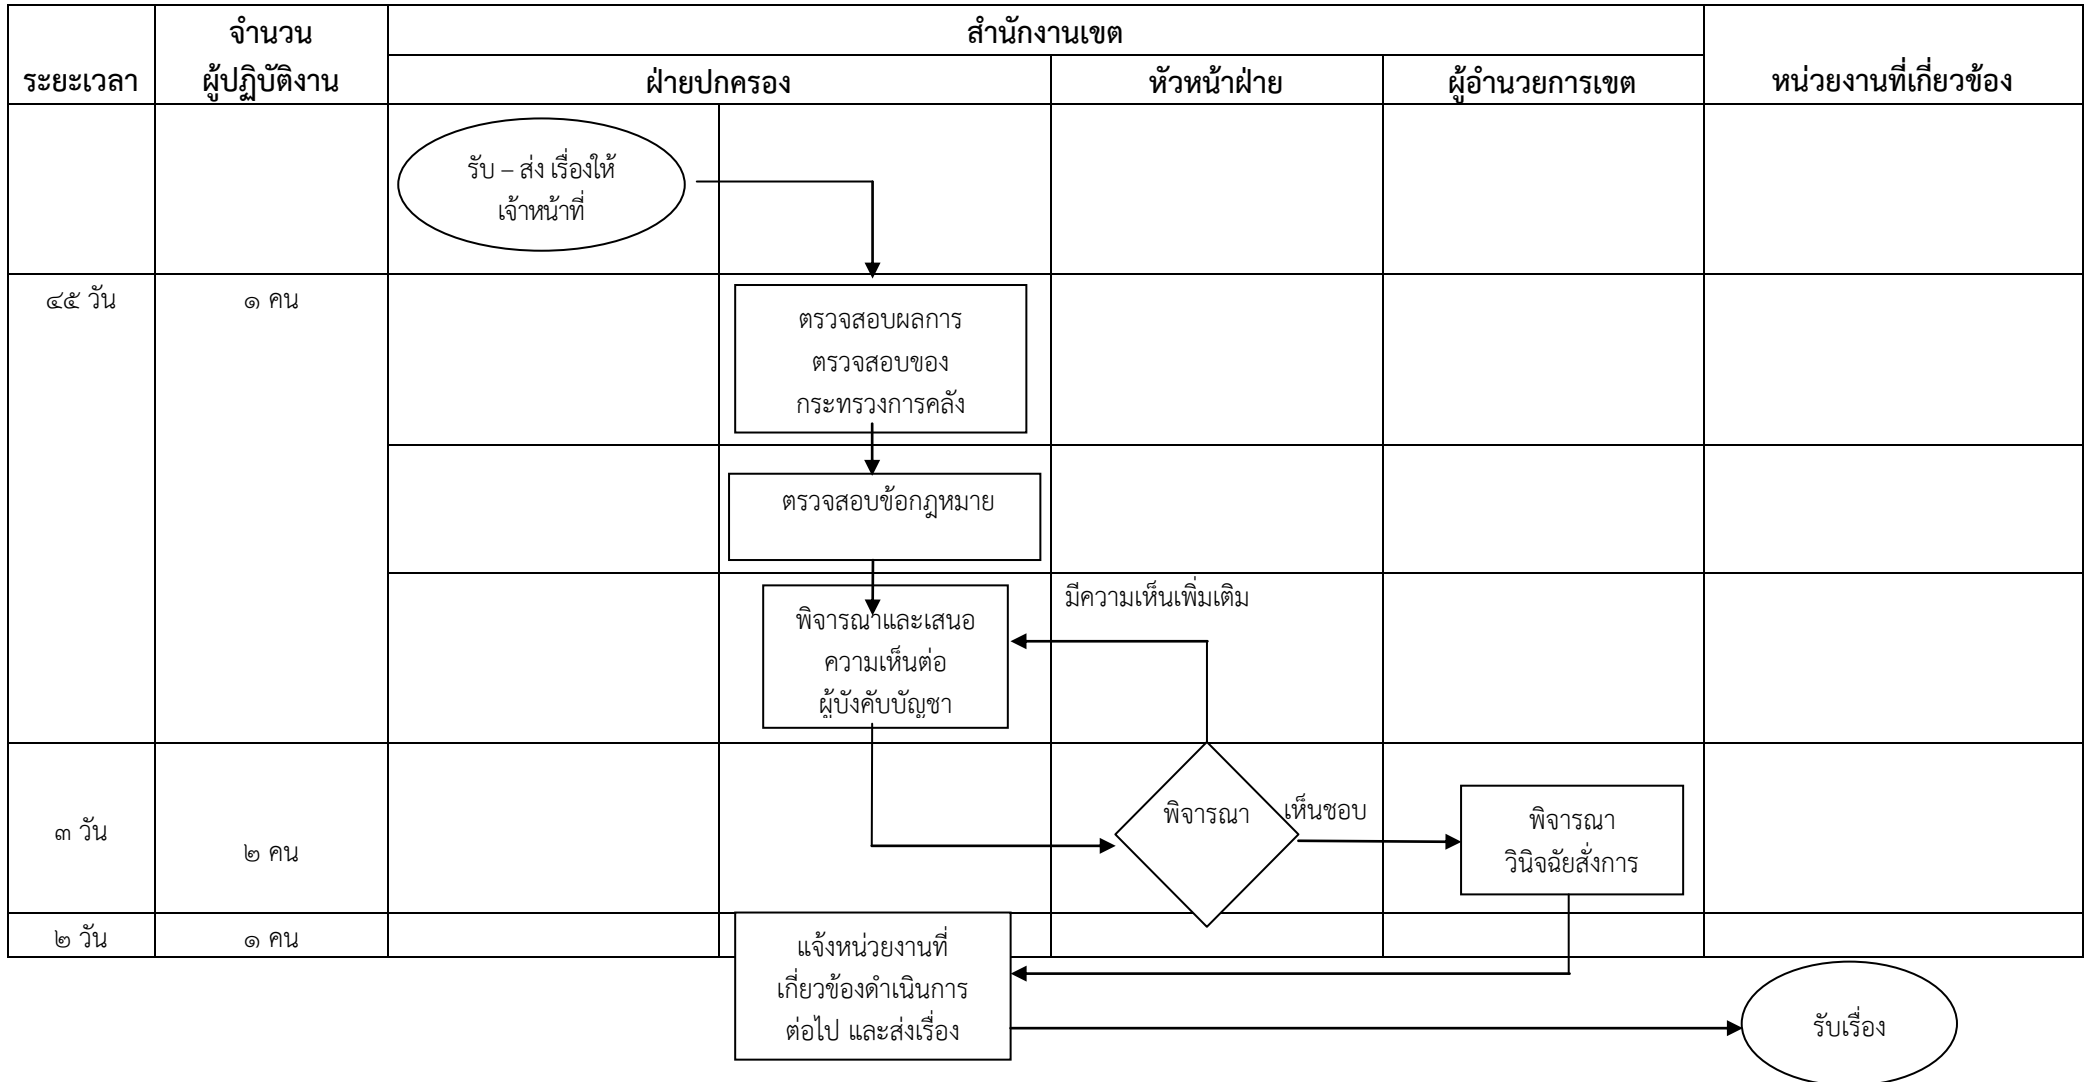 ระยะเวลา
จำนวน
ผู้ปฏิบัติงาน
สำนักงานเขต
ฝ่ายปกครอง
หัวหน้าฝ่าย
ผู้อำนวยการเขต
หน่วยงานที่เกี่ยวข้อง
รับ – ส่ง เรื่องให้
เจ้าหน้าที่
๔๕ วัน
๑ คน
ตรวจสอบผลการ
ตรวจสอบของ
กระทรวงการคลัง
ตรวจสอบข้อกฎหมาย
พิจารณาและเสนอ
ความเห็นต่อ
ผู้บังคับบัญชา
มีความเห็นเพิ่มเติม
๓ วัน
๒ คน
พิจารณา
เห็นชอบ
พิจารณา
วินิจฉัยสั่งการ
๒ วัน
๑ คน
แจ้งหน่วยงานที่
เกี่ยวข้องดำเนินการ
ต่อไป และส่งเรื่อง
รับเรื่อง